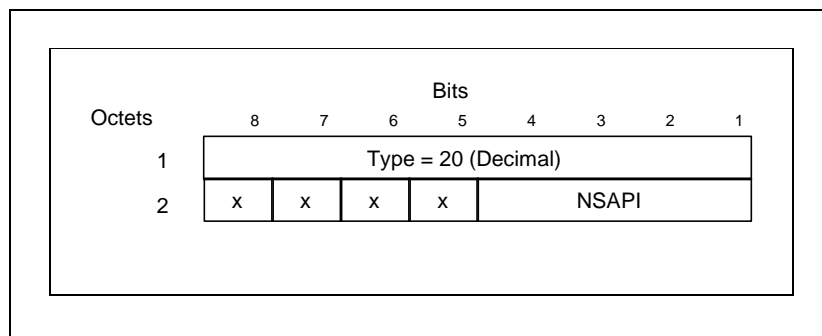 Bits
Octets 8 7 6 5 4 3 2 1
1 Type = 20 (Decimal)
2 x x x x NSAPI